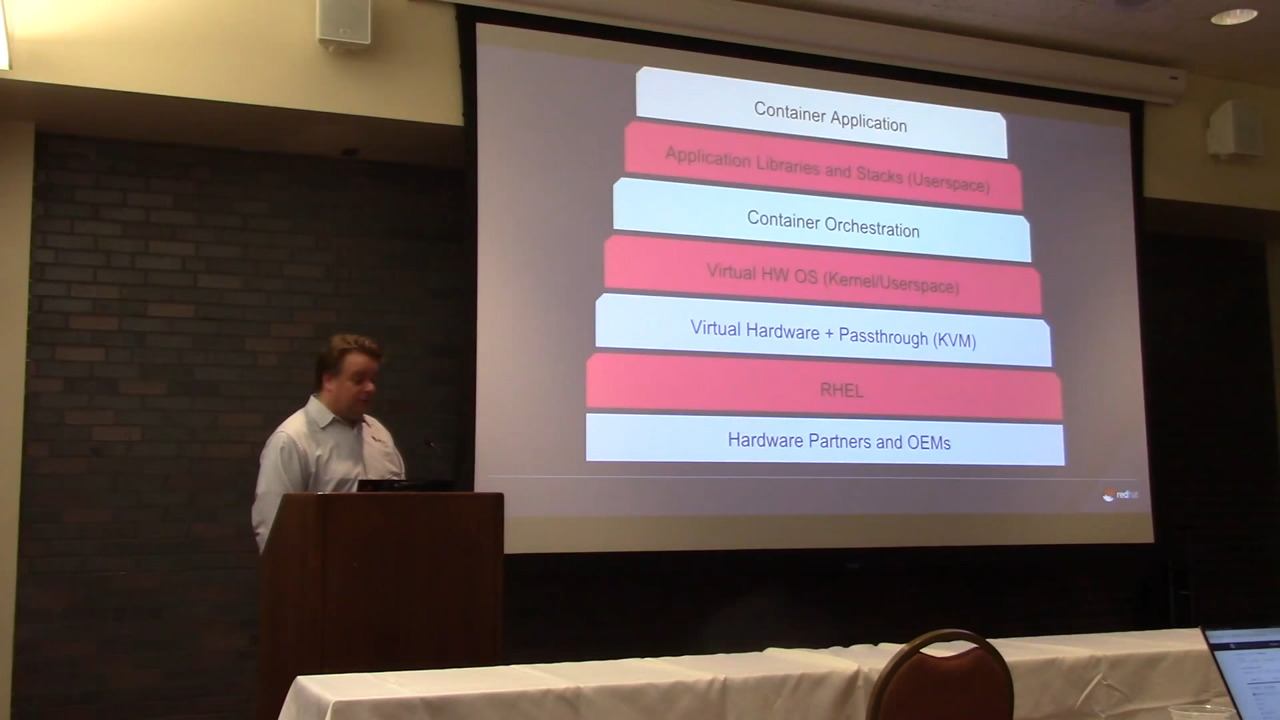 Container Application
Application Libraries and Stacks (Userspace)
Container Orchestration
Virtual HW OS (Kernel/Userspace)
Virtual Hardware + Passthrough (KVM)
RHEL
Hardware Partners and OEMs
redhat